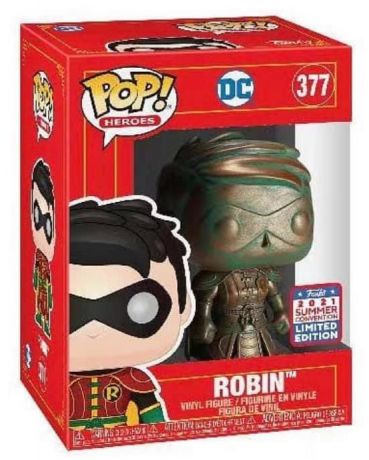 POP!
HEROES
DC
377
Funko
2021
SUMMER
CONVENTION
LIMITED
EDITION
R
ROBIN™
VINYL FIGURE / FIGURINE EN VINYLE
FIGURA DE VINIL